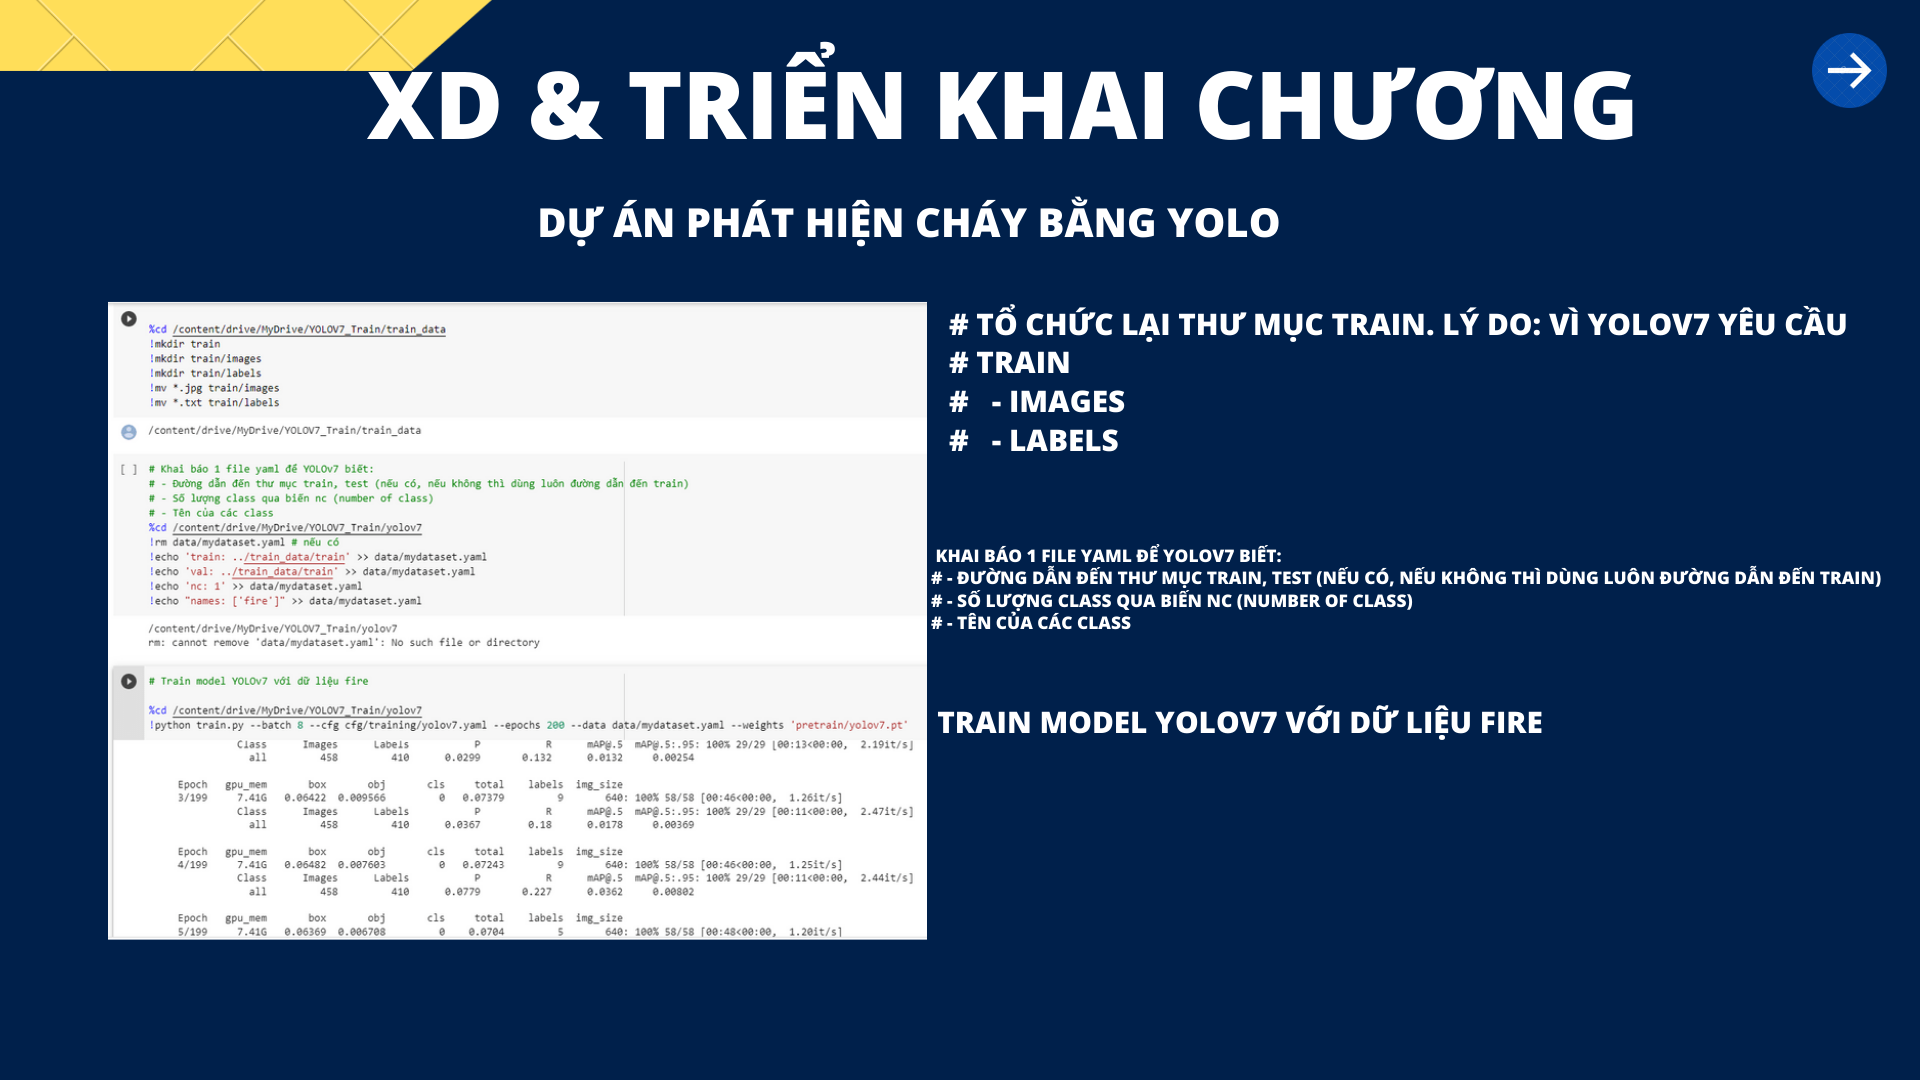 XD & TRIỂN KHAI CHƯƠNG
DỰ ÁN PHÁT HIỆN CHÁY BẰNG YOLO
%cd /content/drive/MyDrive/YOLOV7_Train/train_data
!mkdir train
!mkdir train/images
!mkdir train/labels
!mv *.jpg train/images
!mv *.txt train/labels
/content/drive/MyDrive/YOLOV7_Train/train_data
[ ] # Khai báo 1 file yaml để YOLOv7 biết:
# - Đường dẫn đến thư mục train, test (nếu có, nếu không thì dùng luôn đường dẫn đến train)
# - Số lượng class qua biến nc (number of class)
# - Tên của các class
%cd /content/drive/MyDrive/YOLOV7_Train/yolov7
!rm data/mydataset.yaml # nếu có
!echo 'train: ../train_data/train' >> data/mydataset.yaml
!echo 'val: ../train_data/train' >> data/mydataset.yaml
!echo 'nc: 1' >> data/mydataset.yaml
!echo "names: ['fire']" >> data/mydataset.yaml
/content/drive/MyDrive/YOLOV7_Train/yolov7
rm: cannot remove 'data/mydataset.yaml': No such file or directory
# Train model YOLOv7 với dữ liệu fire
%cd /content/drive/MyDrive/YOLOV7_Train/yolov7
!python train.py --batch 8 --cfg cfg/training/yolov7.yaml --epochs 200 --data data/mydataset.yaml --weights 'pretrain/yolov7.pt'
Class Images Labels P R mAP@.5 mAP@.5:.95: 100% 29/29 [00:13<00:00, 2.19it/s]
all 458 410 0.0299 0.132 0.0132 0.00254
Epoch gpu_mem box obj cls total labels img_size
3/199 7.41G 0.06422 0.009566 0 0.07379 9 640: 100% 58/58 [00:46<00:00, 1.26it/s]
Class Images Labels P R mAP@.5 mAP@.5:.95: 100% 29/29 [00:11<00:00, 2.47it/s]
all 458 410 0.0367 0.18 0.0178 0.00369
Epoch gpu_mem box obj cls total labels img_size
4/199 7.41G 0.06482 0.007603 0 0.07243 9 640: 100% 58/58 [00:46<00:00, 1.25it/s]
Class Images Labels P R mAP@.5 mAP@.5:.95: 100% 29/29 [00:11<00:00, 2.44it/s]
all 458 410 0.0779 0.227 0.0362 0.00802
Epoch gpu_mem box obj cls total labels img_size
5/199 7.41G 0.06369 0.006708 0 0.0704 5 640: 100% 58/58 [00:48<00:00, 1.20it/s]
# TỔ CHỨC LẠI THƯ MỤC TRAIN. LÝ DO: VÌ YOLOV7 YÊU CẦU
# TRAIN
# - IMAGES
# - LABELS
KHAI BÁO 1 FILE YAML ĐỂ YOLOV7 BIẾT:
# - ĐƯỜNG DẪN ĐẾN THƯ MỤC TRAIN, TEST (NẾU CÓ, NẾU KHÔNG THÌ DÙNG LUÔN ĐƯỜNG DẪN ĐẾN TRAIN)
# - SỐ LƯỢNG CLASS QUA BIẾN NC (NUMBER OF CLASS)
# - TÊN CỦA CÁC CLASS
TRAIN MODEL YOLOV7 VỚI DỮ LIỆU FIRE